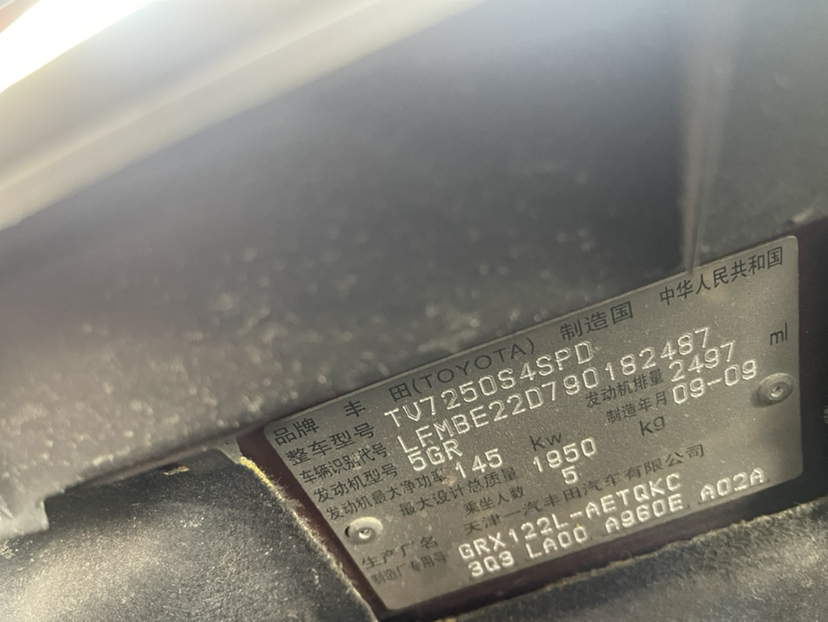 品牌 丰 田(TOYOTA) 制造国 中华人民共和国
整车型号 TV7250S4SPD
车辆识别代号 LFMBE22D790182487
发动机型号 5GR 发动机排量 2497 ml
发动机最大净功率 145 kw 制造年月 09-09
最大设计总质量 1950 kg
乘坐人数 5
生产厂名 天津一汽丰田汽车有限公司
制造厂专用号 GRX122L-AETQKC
3Q3 LA00 A960E A02A